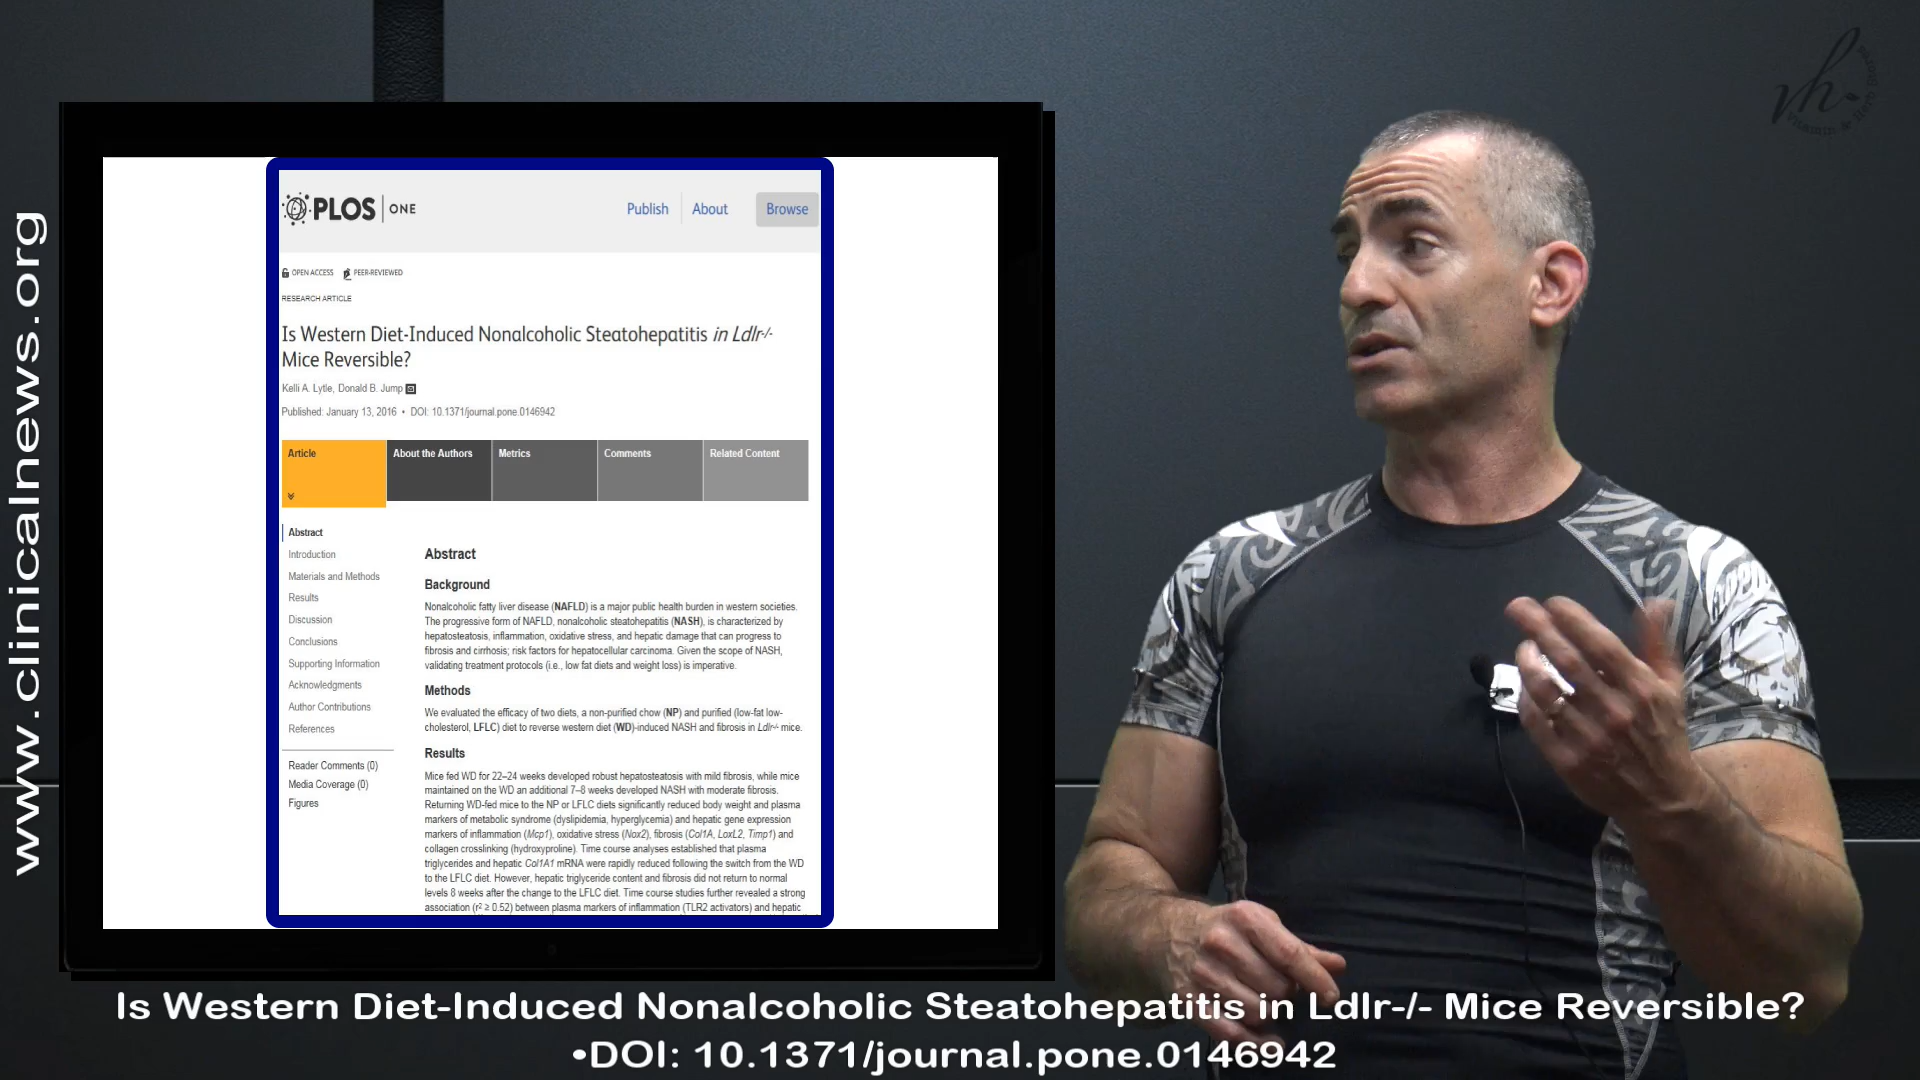 www.clinicalnews.org
vh.
Vitamin & Herb Stores
PLOS ONE
Publish About Browse
OPEN ACCESS PEER-REVIEWED
RESEARCH ARTICLE
Is Western Diet-Induced Nonalcoholic Steatohepatitis in Ldlr-/-
Mice Reversible?
Kelli A. Lytle, Donald B. Jump
Published: January 13, 2016 • DOI: 10.1371/journal.pone.0146942
Article About the Authors Metrics Comments Related Content
Abstract
Introduction
Materials and Methods
Results
Discussion
Conclusions
Supporting Information
Acknowledgments
Author Contributions
References
Reader Comments (0)
Media Coverage (0)
Figures
Abstract
Background
Nonalcoholic fatty liver disease (NAFLD) is a major public health burden in western societies.
The progressive form of NAFLD, nonalcoholic steatohepatitis (NASH), is characterized by
hepatosteatosis, inflammation, oxidative stress, and hepatic damage that can progress to
fibrosis and cirrhosis; risk factors for hepatocellular carcinoma. Given the scope of NASH,
validating treatment protocols (i.e., low fat diets and weight loss) is imperative.
Methods
We evaluated the efficacy of two diets, a non-purified chow (NP) and purified (low-fat low-
cholesterol, LFLC) diet to reverse western diet (WD)-induced NASH and fibrosis in Ldlr-/- mice.
Results
Mice fed WD for 22–24 weeks developed robust hepatosteatosis with mild fibrosis, while mice
maintained on the WD an additional 7–8 weeks developed NASH with moderate fibrosis.
Returning WD-fed mice to the NP or LFLC diets significantly reduced body weight and plasma
markers of metabolic syndrome (dyslipidemia, hyperglycemia) and hepatic gene expression
markers of inflammation (Mcp1), oxidative stress (Nox2), fibrosis (Col1A, LoxL2, Timp1) and
collagen crosslinking (hydroxyproline). Time course analyses established that plasma
triglycerides and hepatic Col1A1 mRNA were rapidly reduced following the switch from the WD
to the LFLC diet. However, hepatic triglyceride content and fibrosis did not return to normal
levels 8 weeks after the change to the LFLC diet. Time course studies further revealed a strong
association (r² ≥ 0.52) between plasma markers of inflammation (TLR2 activators) and hepatic
Is Western Diet-Induced Nonalcoholic Steatohepatitis in Ldlr-/- Mice Reversible?
•DOI: 10.1371/journal.pone.0146942